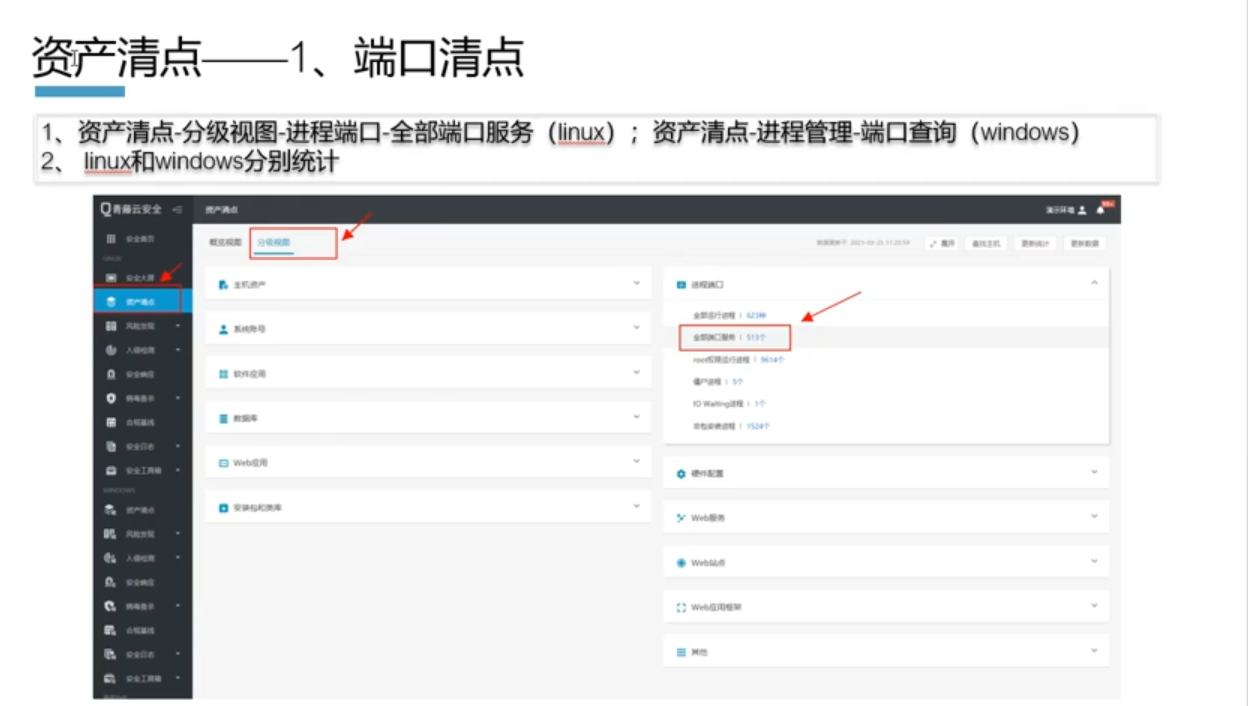 资产清点——1、端口清点
1、资产清点-分级视图-进程端口-全部端口服务（linux）；资产清点-进程管理-端口查询（windows）
2、 linux和windows分别统计
青藤云安全
资产清点
演示环境
99+
安全首页
LINUX
安全大屏
资产清点
风险发现
入侵检测
安全响应
病毒查杀
合规基线
安全日志
安全工具箱
WINDOWS
资产清点
风险发现
入侵检测
安全响应
病毒查杀
合规基线
安全日志
安全工具箱
概览视图
分级视图
数据更新于 2021-03-25 11:23:59
展开
查找主机
更新统计
更新数据
主机资产
系统账号
软件应用
数据库
Web应用
安装包和类库
进程端口
全部运行进程 | 623种
全部端口服务 | 513个
root权限运行进程 | 9614个
僵尸进程 | 5个
IO Waiting进程 | 1个
非包安装进程 | 1524个
硬件配置
Web服务
Web站点
Web应用框架
其他